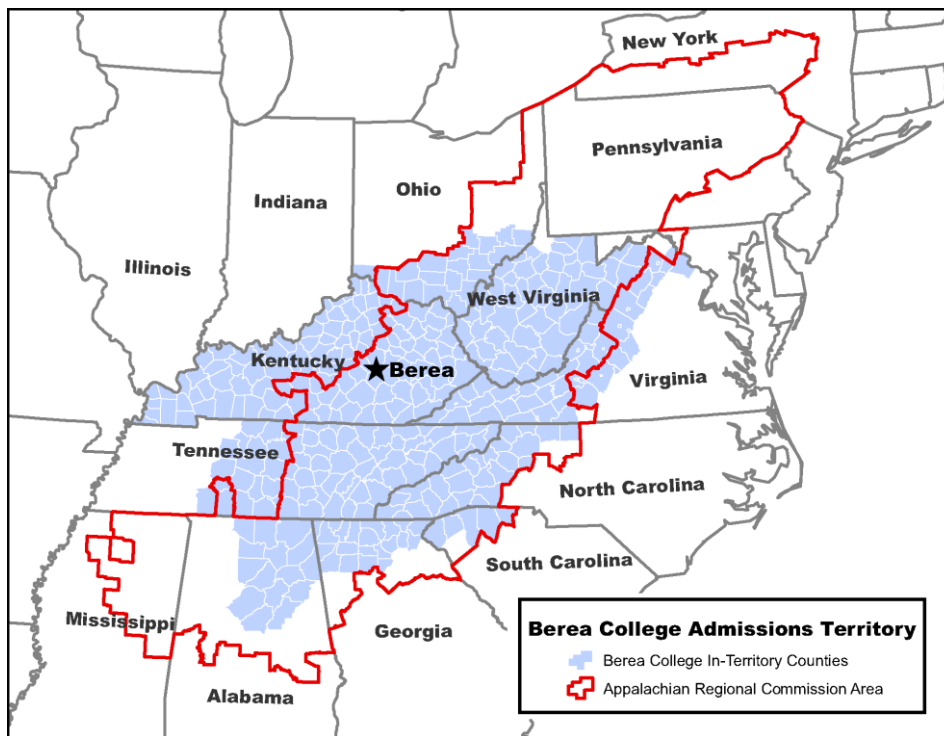 New York
Pennsylvania
Ohio
Indiana
Illinois
West Virginia
Kentucky
Berea
Virginia
Tennessee
North Carolina
South Carolina
Mississippi
Georgia
Alabama
Berea College Admissions Territory
Berea College In-Territory Counties
Appalachian Regional Commission Area